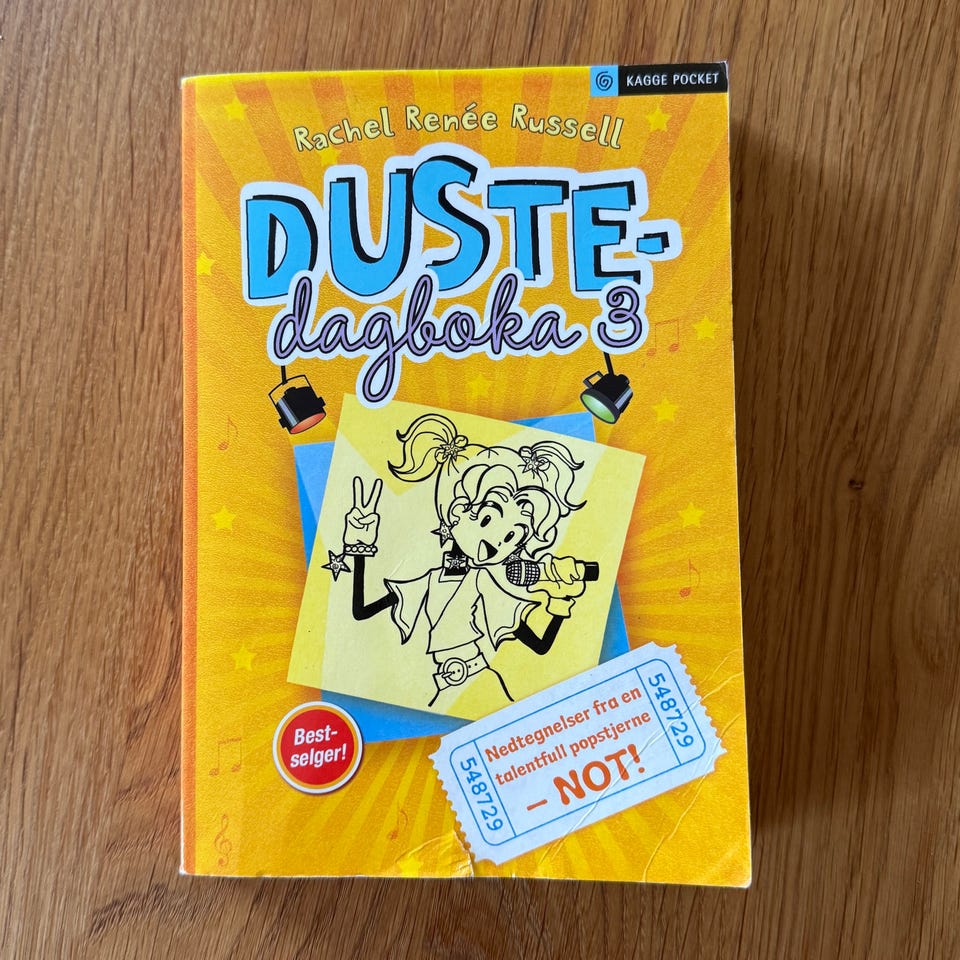 KAGGE POCKET
Rachel Renée Russell
DUSTE-
dagboka 3
Best-
selger!
548729
Nedtegnelser fra en
talentfull popstjerne
– NOT!
548729